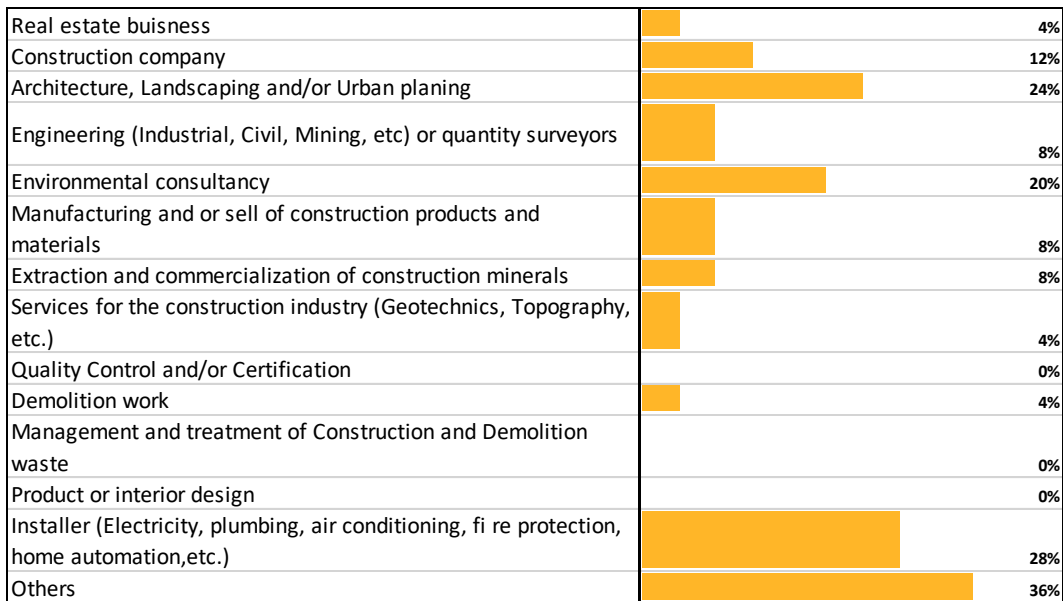 Real estate buisness 4%
Construction company 12%
Architecture, Landscaping and/or Urban planing 24%
Engineering (Industrial, Civil, Mining, etc) or quantity surveyors 8%
Environmental consultancy 20%
Manufacturing and or sell of construction products and
materials 8%
Extraction and commercialization of construction minerals 8%
Services for the construction industry (Geotechnics, Topography,
etc.) 4%
Quality Control and/or Certification 0%
Demolition work 4%
Management and treatment of Construction and Demolition
waste 0%
Product or interior design 0%
Installer (Electricity, plumbing, air conditioning, fi re protection,
home automation,etc.) 28%
Others 36%